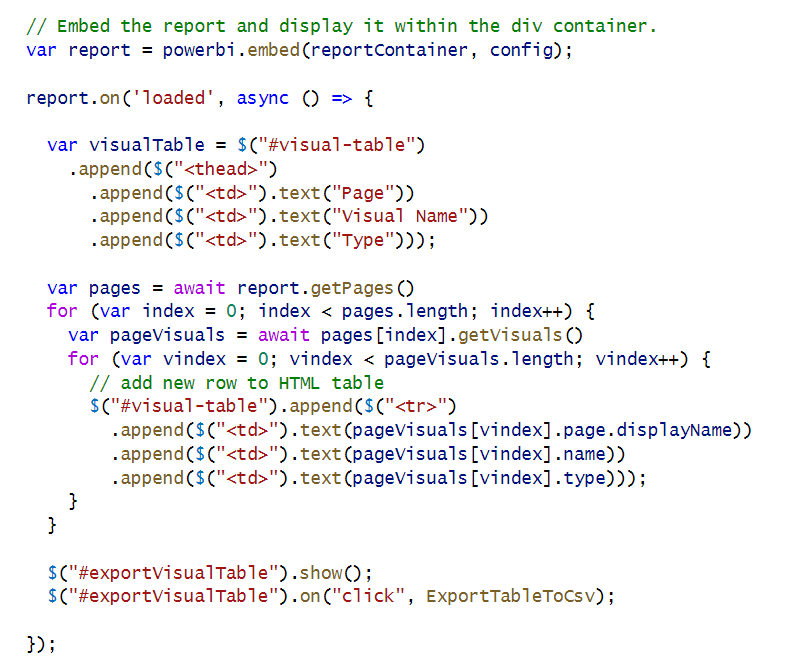 // Embed the report and display it within the div container.
var report = powerbi.embed(reportContainer, config);
report.on('loaded', async () => {
var visualTable = $("#visual-table")
.append($("<thead>")
.append($("<td>").text("Page"))
.append($("<td>").text("Visual Name"))
.append($("<td>").text("Type")));
var pages = await report.getPages()
for (var index = 0; index < pages.length; index++) {
var pageVisuals = await pages[index].getVisuals()
for (var vindex = 0; vindex < pageVisuals.length; vindex++) {
// add new row to HTML table
$("#visual-table").append($("<tr>")
.append($("<td>").text(pageVisuals[vindex].page.displayName))
.append($("<td>").text(pageVisuals[vindex].name))
.append($("<td>").text(pageVisuals[vindex].type)));
}
}
$("#exportVisualTable").show();
$("#exportVisualTable").on("click", ExportTableToCsv);
});